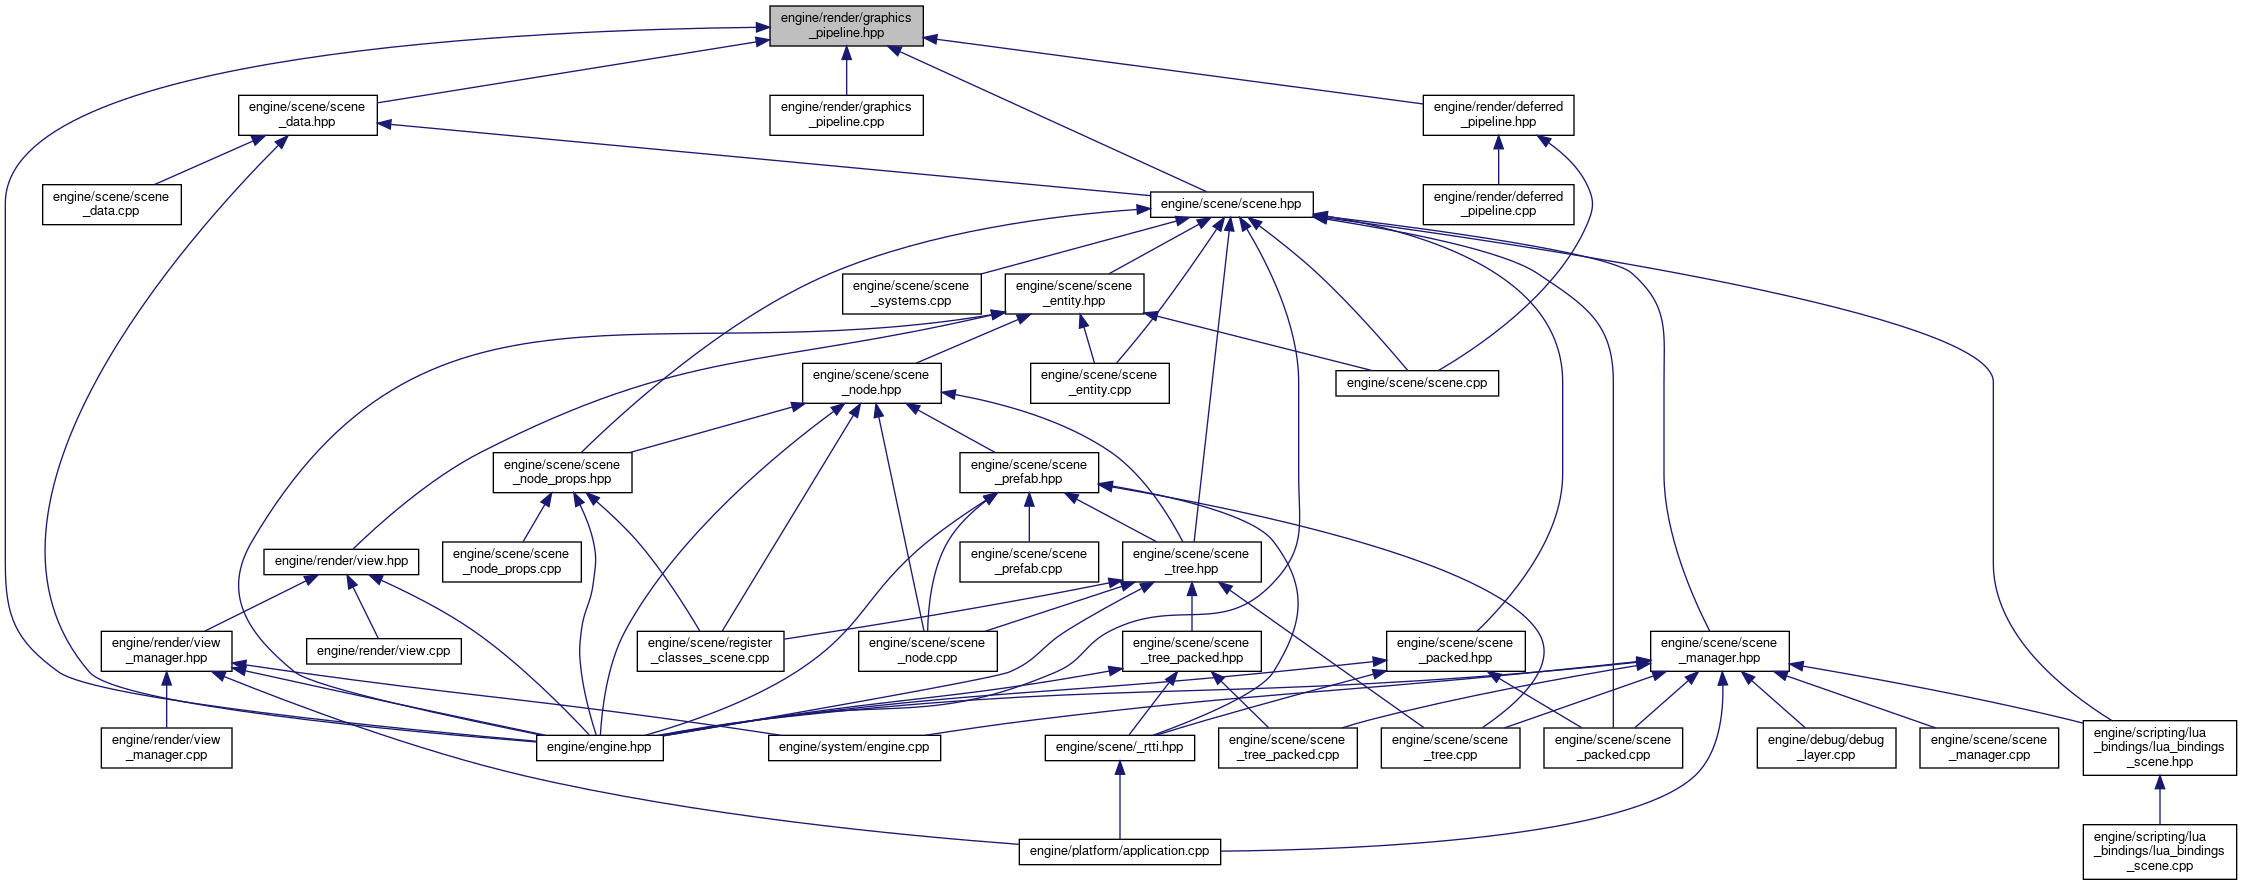 engine/render/graphics
_pipeline.hpp
engine/scene/scene
_data.hpp
engine/render/graphics
_pipeline.cpp
engine/render/deferred
_pipeline.hpp
engine/scene/scene
_data.cpp
engine/scene/scene.hpp
engine/render/deferred
_pipeline.cpp
engine/scene/scene
_systems.cpp
engine/scene/scene
_entity.hpp
engine/scene/scene
_node.hpp
engine/scene/scene
_entity.cpp
engine/scene/scene.cpp
engine/scene/scene
_node_props.hpp
engine/scene/scene
_prefab.hpp
engine/render/view.hpp
engine/scene/scene
_node_props.cpp
engine/scene/scene
_prefab.cpp
engine/scene/scene
_tree.hpp
engine/render/view
_manager.hpp
engine/render/view.cpp
engine/scene/register
_classes_scene.cpp
engine/scene/scene
_node.cpp
engine/scene/scene
_tree_packed.hpp
engine/scene/scene
_packed.hpp
engine/scene/scene
_manager.hpp
engine/render/view
_manager.cpp
engine/engine.hpp
engine/system/engine.cpp
engine/scene/_rtti.hpp
engine/scene/scene
_tree_packed.cpp
engine/scene/scene
_tree.cpp
engine/scene/scene
_packed.cpp
engine/debug/debug
_layer.cpp
engine/scene/scene
_manager.cpp
engine/scripting/lua
_bindings/lua_bindings
_scene.hpp
engine/platform/application.cpp
engine/scripting/lua
_bindings/lua_bindings
_scene.cpp